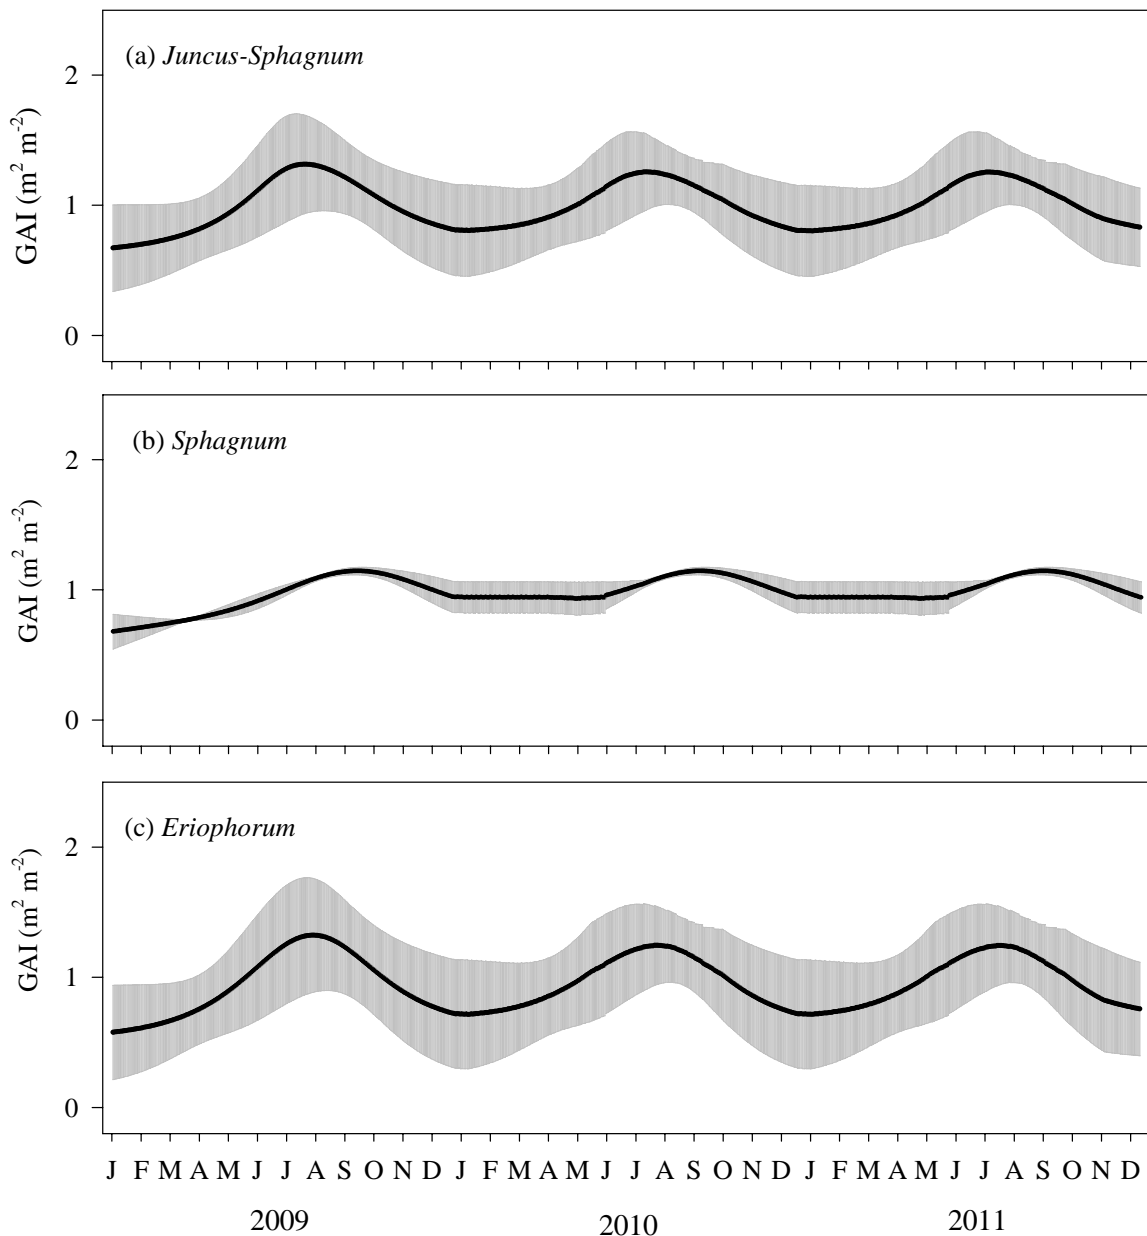 (a) Juncus-Sphagnum
GAI (m² m⁻²)
2
1
0
(b) Sphagnum
GAI (m² m⁻²)
2
1
0
(c) Eriophorum
GAI (m² m⁻²)
2
1
0
J F M A M J J A S O N D J F M A M J J A S O N D J F M A M J J A S O N D
2009 2010 2011